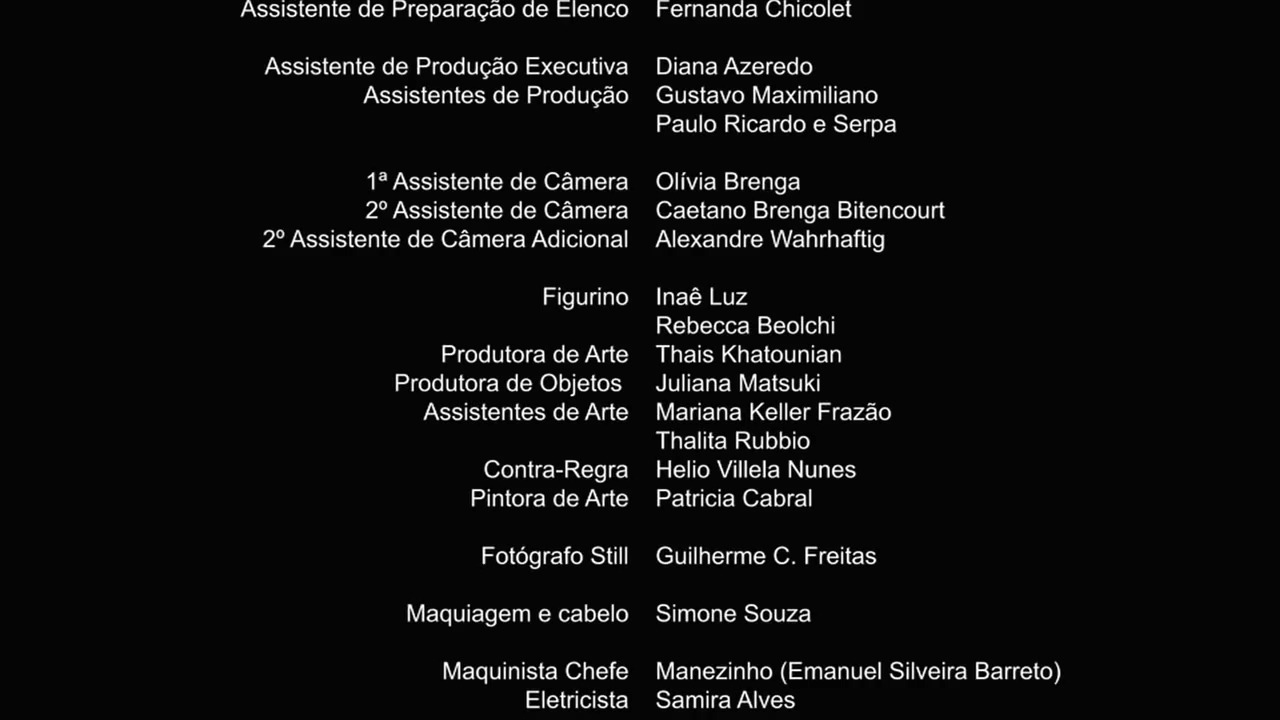 Assistente de Preparação de Elenco Fernanda Chicolet
Assistente de Produção Executiva Diana Azeredo
Assistentes de Produção Gustavo Maximiliano
Paulo Ricardo e Serpa
1ª Assistente de Câmera Olívia Brenga
2º Assistente de Câmera Caetano Brenga Bitencourt
2º Assistente de Câmera Adicional Alexandre Wahrhaftig
Figurino Inaê Luz
Rebecca Beolchi
Produtora de Arte Thais Khatounian
Produtora de Objetos Juliana Matsuki
Assistentes de Arte Mariana Keller Frazão
Thalita Rubbio
Contra-Regra Helio Villela Nunes
Pintora de Arte Patricia Cabral
Fotógrafo Still Guilherme C. Freitas
Maquiagem e cabelo Simone Souza
Maquinista Chefe Manezinho (Emanuel Silveira Barreto)
Eletricista Samira Alves